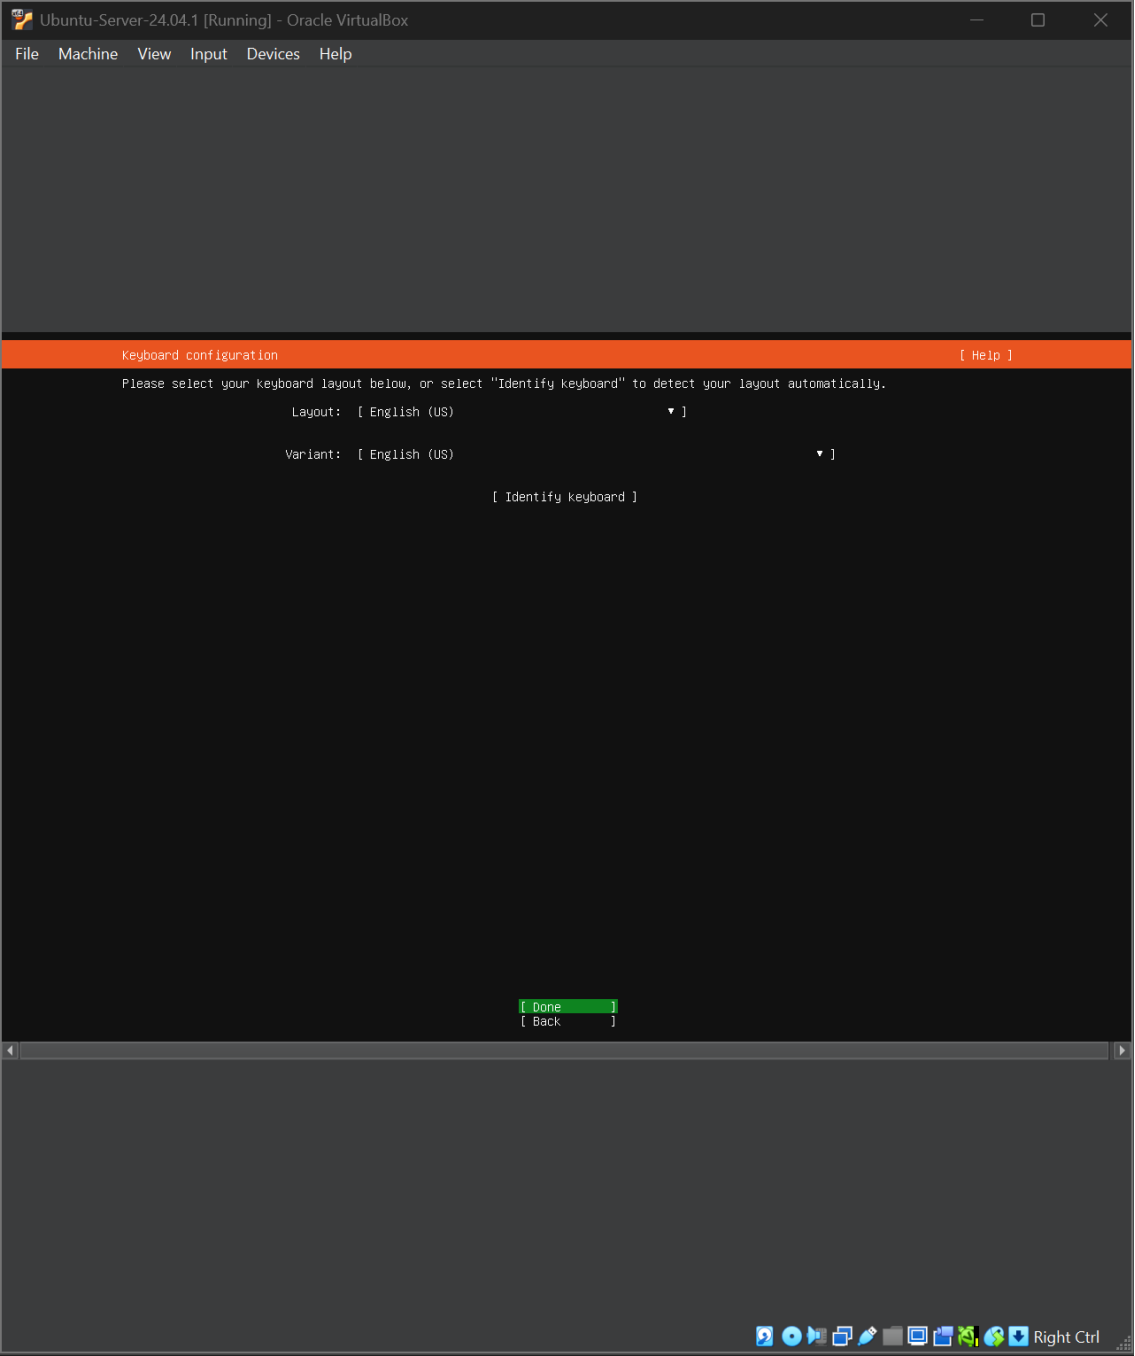 Ubuntu-Server-24.04.1 [Running] - Oracle VirtualBox
File Machine View Input Devices Help
Keyboard configuration [ Help ]
Please select your keyboard layout below, or select "Identify keyboard" to detect your layout automatically.
Layout: [ English (US) ▾ ]
Variant: [ English (US) ▾ ]
[ Identify keyboard ]
[ Done ]
[ Back ]
Right Ctrl